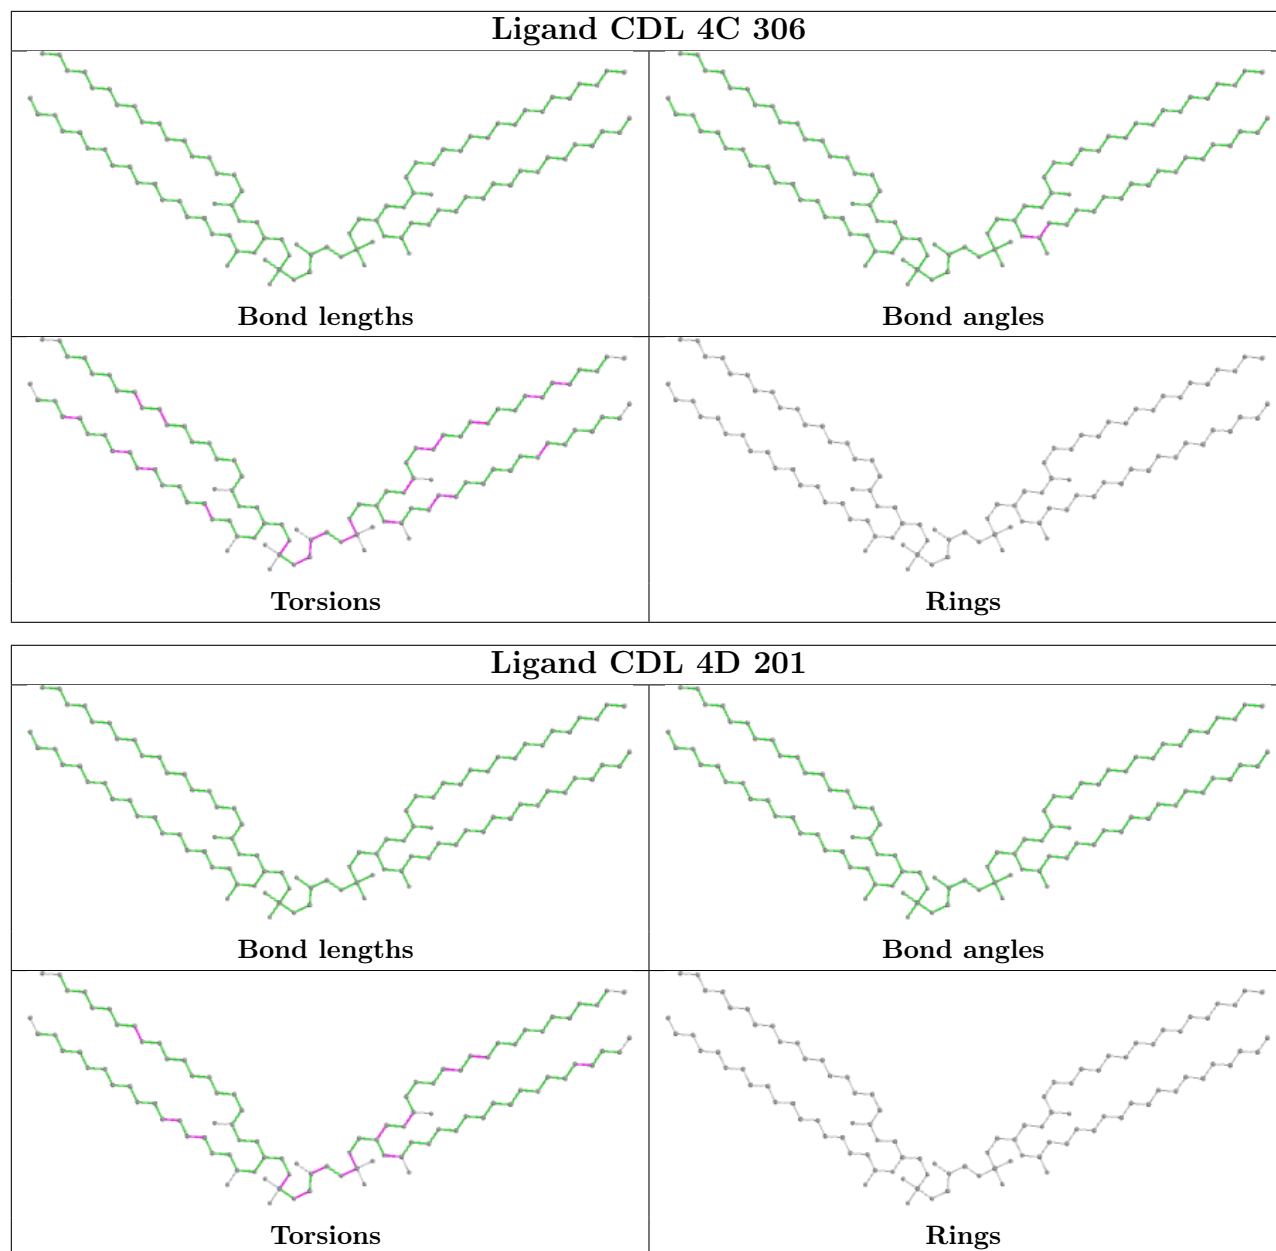 Ligand CDL 4C 306
Bond lengths
Bond angles
Torsions
Rings
Ligand CDL 4D 201
Bond lengths
Bond angles
Torsions
Rings